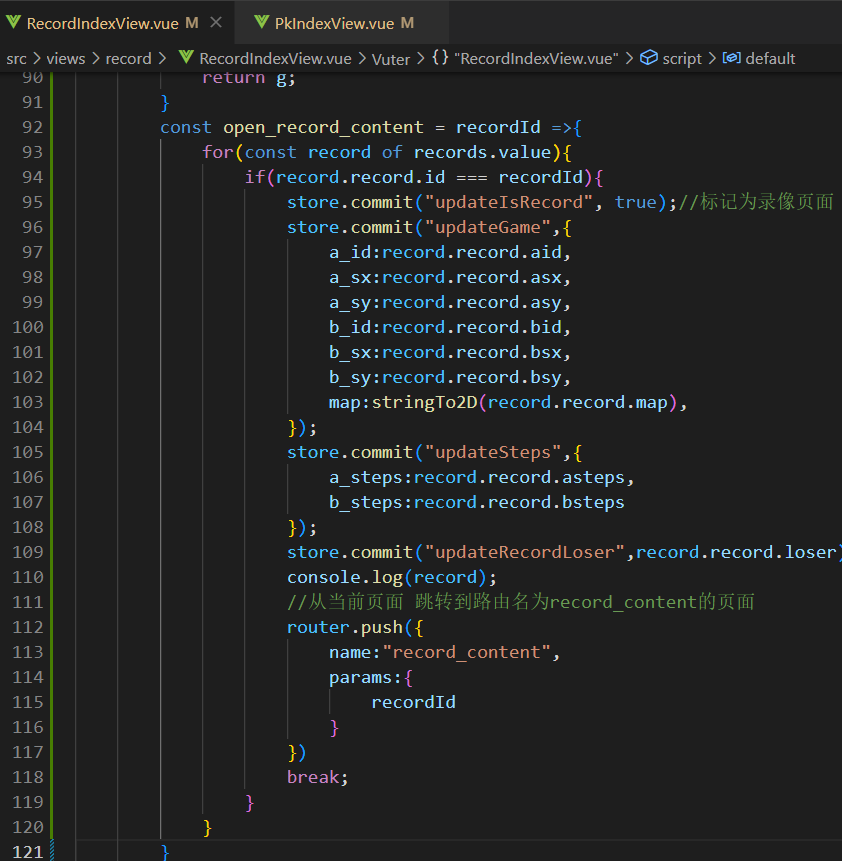 RecordIndexView.vue M ✕ PkIndexView.vue M
src > views > record > RecordIndexView.vue > Vuter > {} "RecordIndexView.vue" > script > default
90 return g;
91 }
92 const open_record_content = recordId =>{
93 for(const record of records.value){
94 if(record.record.id === recordId){
95 store.commit("updateIsRecord", true);//标记为录像页面
96 store.commit("updateGame",{
97 a_id:record.record.aid,
98 a_sx:record.record.asx,
99 a_sy:record.record.asy,
100 b_id:record.record.bid,
101 b_sx:record.record.bsx,
102 b_sy:record.record.bsy,
103 map:stringTo2D(record.record.map),
104 });
105 store.commit("updateSteps",{
106 a_steps:record.record.asteps,
107 b_steps:record.record.bsteps
108 });
109 store.commit("updateRecordLoser",record.record.loser)
110 console.log(record);
111 //从当前页面 跳转到路由名为record_content的页面
112 router.push({
113 name:"record_content",
114 params:{
115 recordId
116 }
117 })
118 break;
119 }
120 }
121 }